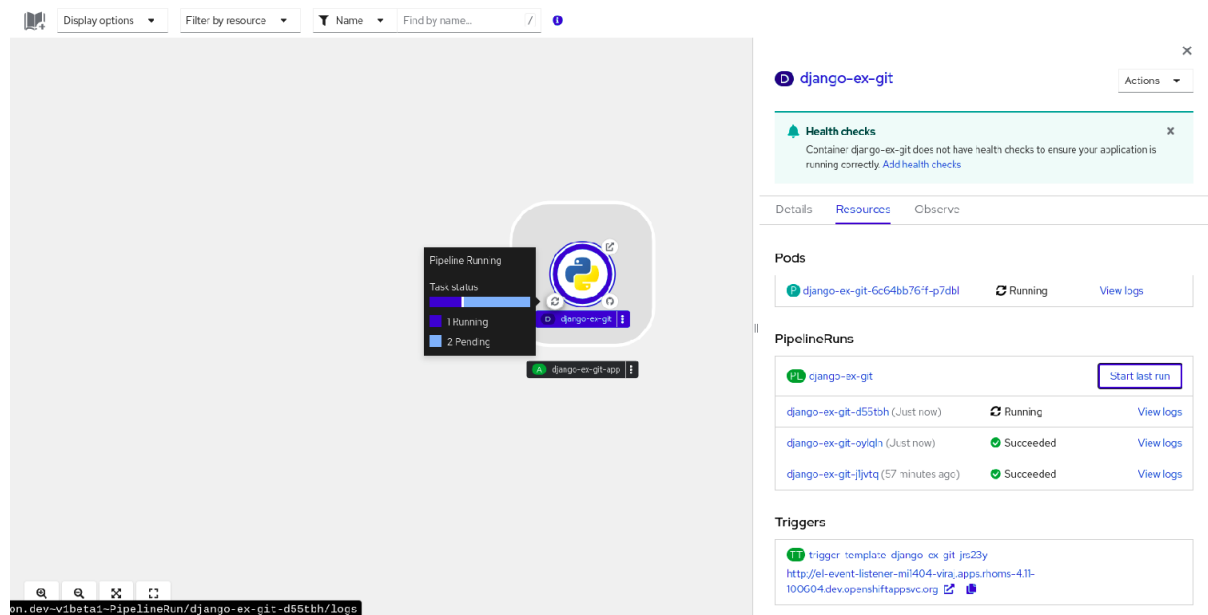 Display options
Filter by resource
Name
Find by name...
/
django-ex-git
Actions
Health checks
Container django-ex-git does not have health checks to ensure your application is
running correctly. Add health checks
Details
Resources
Observe
Pods
P django-ex-git-6c64bb76ff-p7dbl
Running
View logs
PipelineRuns
PL django-ex-git
Start last run
django-ex-git-d55tbh (Just now)
Running
View logs
django-ex-git-oylqln (Just now)
Succeeded
View logs
django-ex-git-j1jvtq (57 minutes ago)
Succeeded
View logs
Triggers
TT trigger-template-django-ex-git-jrs23y
http://el-event-listener-mi1404-viraj.apps.rhoms-4.11-
100604.dev.openshiftappsvc.org
Pipeline Running
Task status
1 Running
2 Pending
D django-ex-git
A django-ex-git-app
on.dev~v1beta1~PipelineRun/django-ex-git-d55tbh/logs